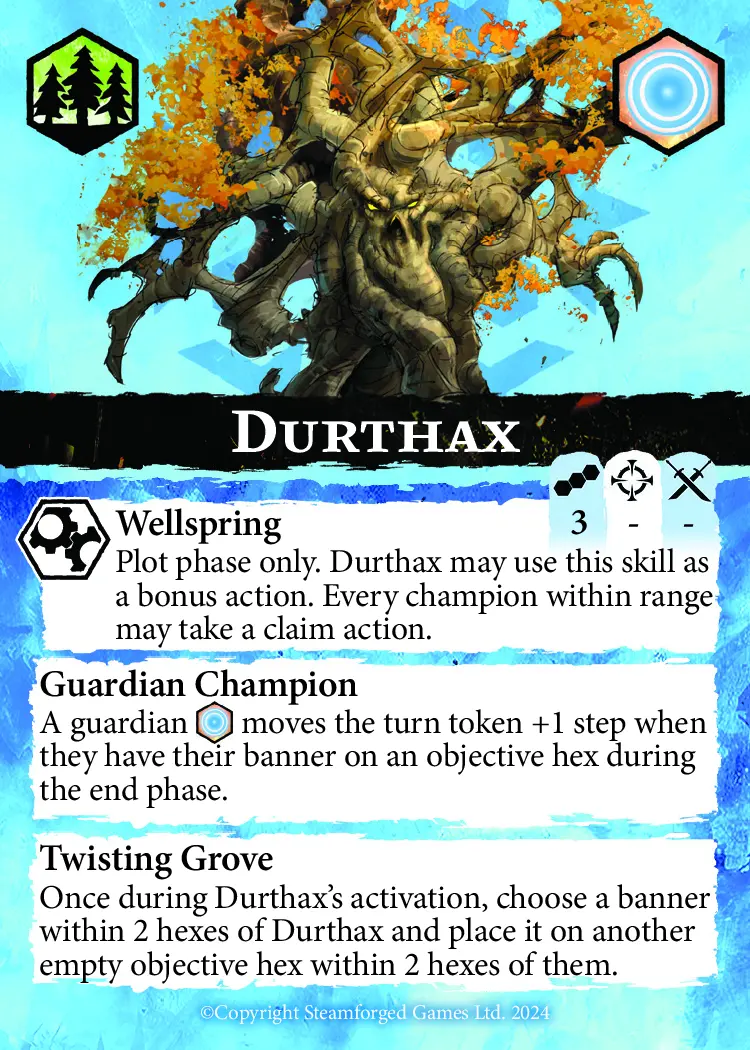 DURTHAX
3 - -
Wellspring
Plot phase only. Durthax may use this skill as
a bonus action. Every champion within range
may take a claim action.
Guardian Champion
A guardian moves the turn token +1 step when
they have their banner on an objective hex during
the end phase.
Twisting Grove
Once during Durthax’s activation, choose a banner
within 2 hexes of Durthax and place it on another
empty objective hex within 2 hexes of them.
©Copyright Steamforged Games Ltd. 2024